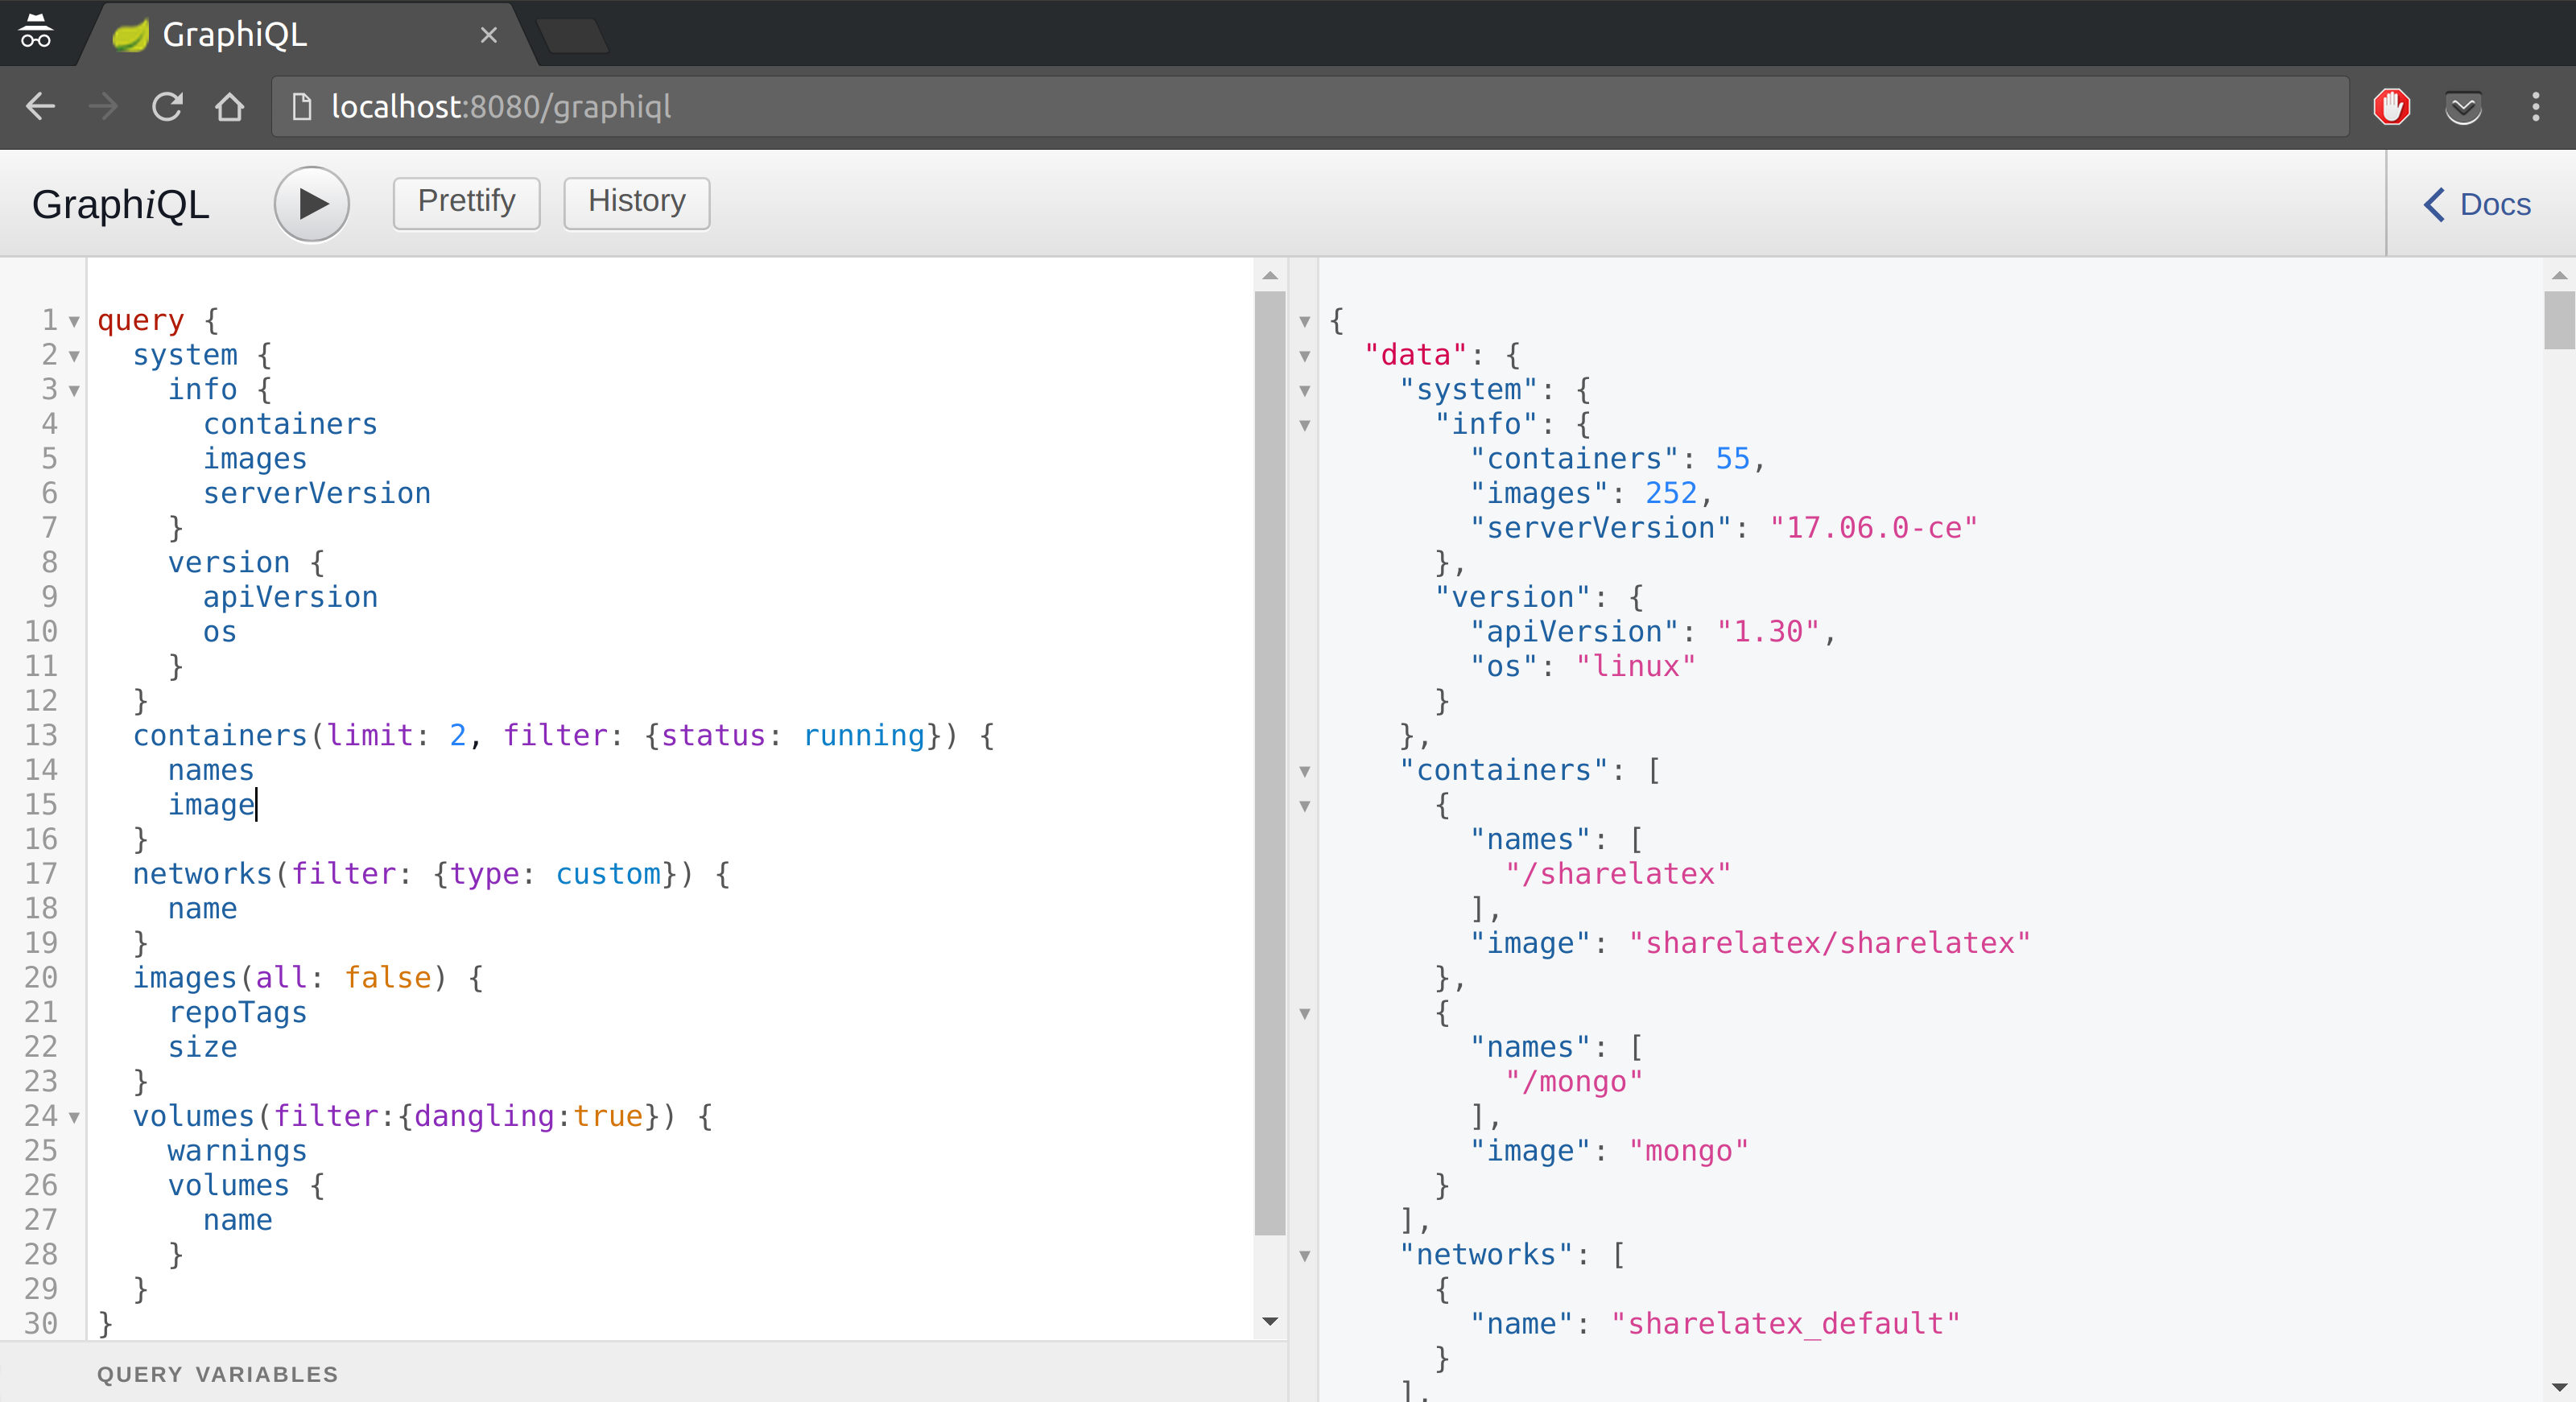 GraphiQL
localhost:8080/graphiql
GraphiQL Prettify History Docs
1 query {
2 system {
3 info {
4 containers
5 images
6 serverVersion
7 }
8 version {
9 apiVersion
10 os
11 }
12 }
13 containers(limit: 2, filter: {status: running}) {
14 names
15 image
16 }
17 networks(filter: {type: custom}) {
18 name
19 }
20 images(all: false) {
21 repoTags
22 size
23 }
24 volumes(filter:{dangling:true}) {
25 warnings
26 volumes {
27 name
28 }
29 }
30 }
QUERY VARIABLES
{
"data": {
"system": {
"info": {
"containers": 55,
"images": 252,
"serverVersion": "17.06.0-ce"
},
"version": {
"apiVersion": "1.30",
"os": "linux"
}
},
"containers": [
{
"names": [
"/sharelatex"
],
"image": "sharelatex/sharelatex"
},
{
"names": [
"/mongo"
],
"image": "mongo"
}
],
"networks": [
{
"name": "sharelatex_default"
}
],